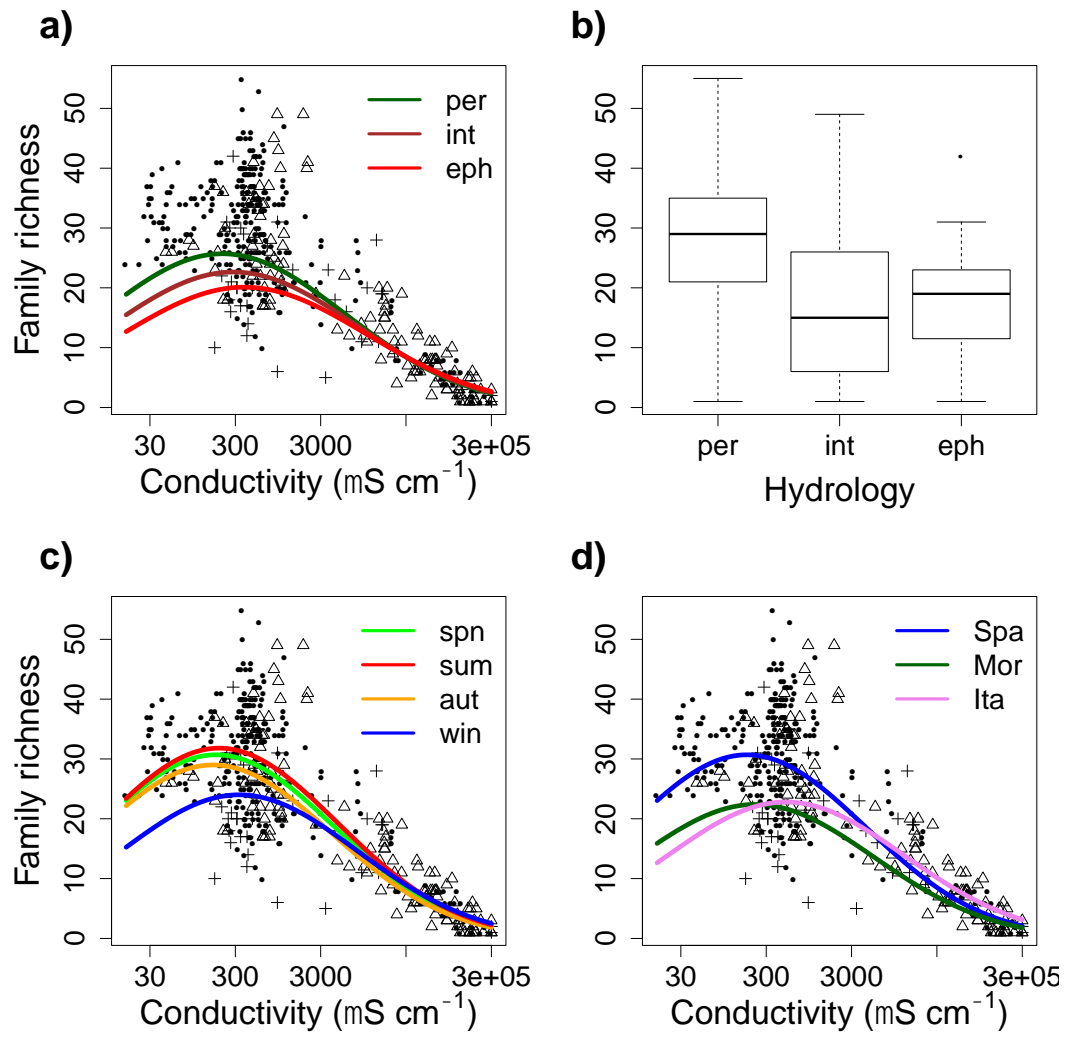 a)
Family richness
50
40
30
20
10
0
per
int
eph
30 300 3000 3e+05
Conductivity (mS cm⁻¹)
b)
50
40
30
20
10
0
per int eph
Hydrology
c)
Family richness
50
40
30
20
10
0
spn
sum
aut
win
30 300 3000 3e+05
Conductivity (mS cm⁻¹)
d)
50
40
30
20
10
0
Spa
Mor
Ita
30 300 3000 3e+05
Conductivity (mS cm⁻¹)